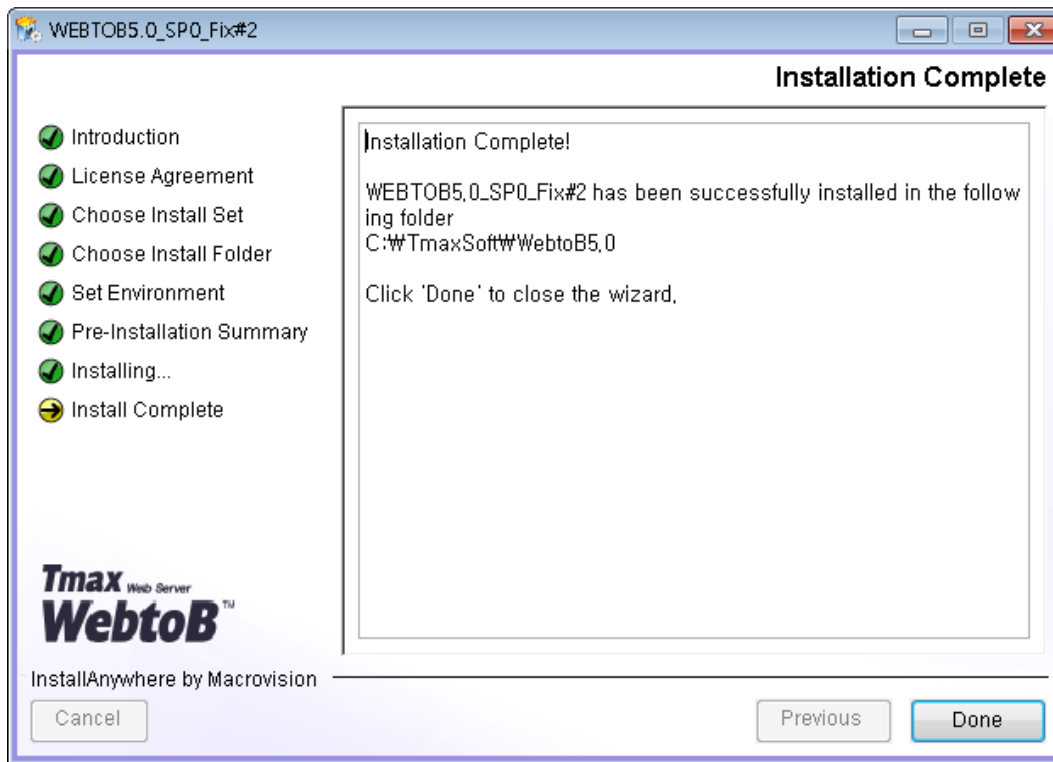 WEBTOB5.0_SP0_Fix#2
Installation Complete
Introduction
License Agreement
Choose Install Set
Choose Install Folder
Set Environment
Pre-Installation Summary
Installing...
Install Complete
Installation Complete!
WEBTOB5.0_SP0_Fix#2 has been successfully installed in the follow
ing folder
C:₩TmaxSoft₩WebtoB5.0
Click 'Done' to close the wizard.
Tmax Web Server
WebtoB™
InstallAnywhere by Macrovision
Cancel
Previous
Done